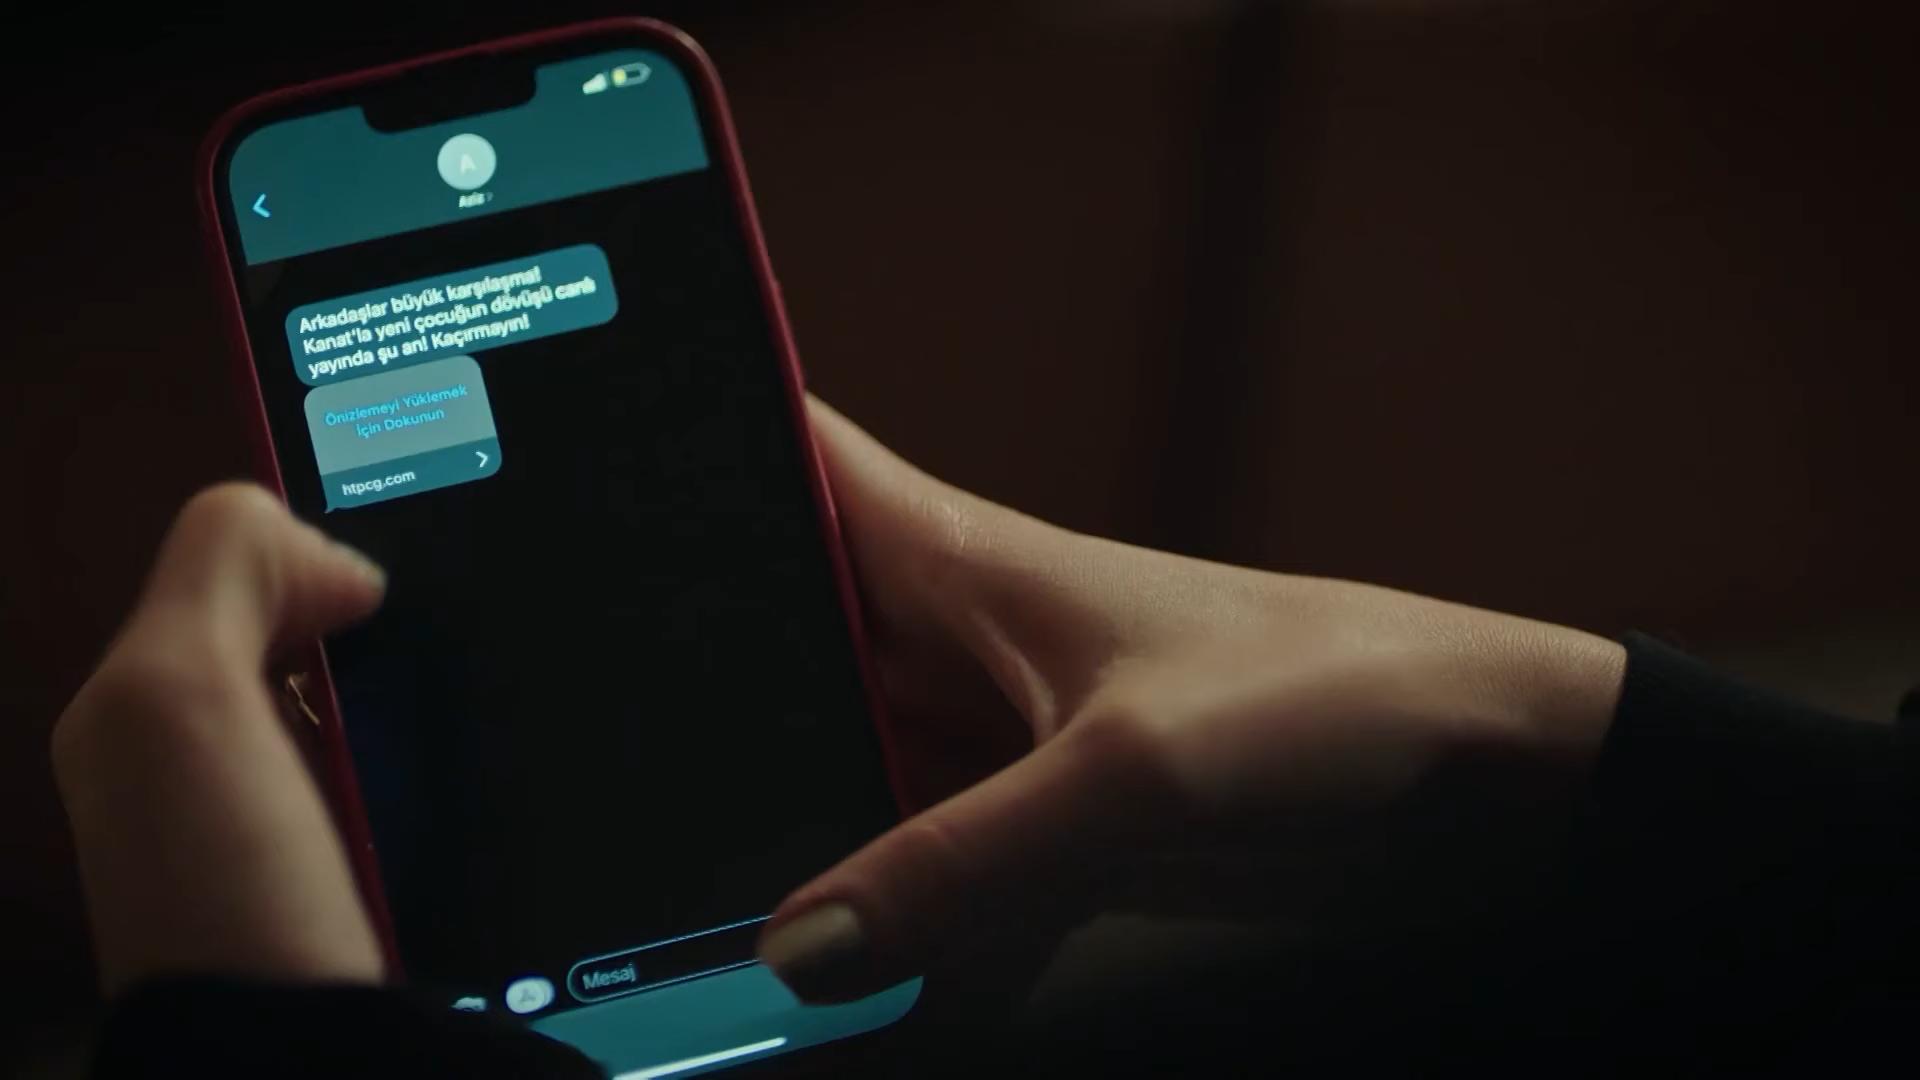 A
Aziz
Arkadaşlar büyük karşılaşma!
Kanat'la yeni çocuğun dövüşü canlı
yayında şu an! Kaçırmayın!
Önizlemeyi Yüklemek
İçin Dokunun
htpcg.com
Mesaj